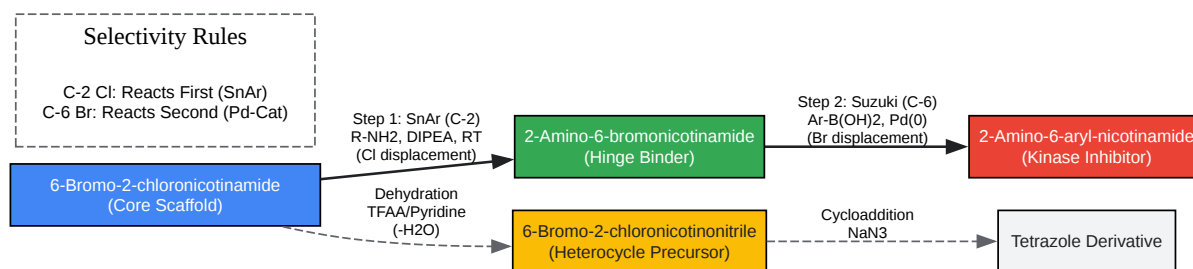 Selectivity Rules
C-2 Cl: Reacts First (SnAr)
C-6 Br: Reacts Second (Pd-Cat)
6-Bromo-2-chloronicotinamide
(Core Scaffold)
Step 1: SnAr (C-2)
R-NH2, DIPEA, RT
(Cl displacement)
2-Amino-6-bromonicotinamide
(Hinge Binder)
Step 2: Suzuki (C-6)
Ar-B(OH)2, Pd(0)
(Br displacement)
2-Amino-6-aryl-nicotinamide
(Kinase Inhibitor)
Dehydration
TFAA/Pyridine
(-H2O)
6-Bromo-2-chloronicotinonitrile
(Heterocycle Precursor)
Cycloaddition
NaN3
Tetrazole Derivative